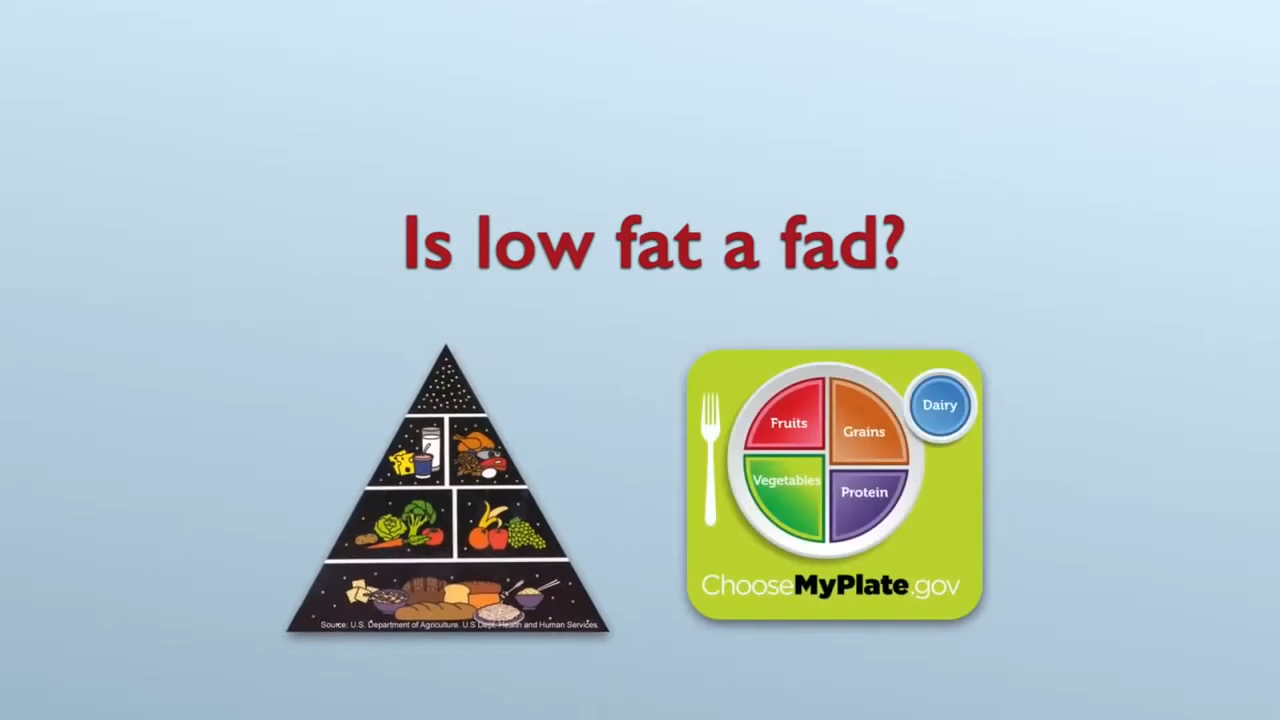 Is low fat a fad?
Fruits
Grains
Dairy
Vegetables
Protein
ChooseMyPlate.gov
Source: U.S. Department of Agriculture. U.S Dept. Health and Human Services.